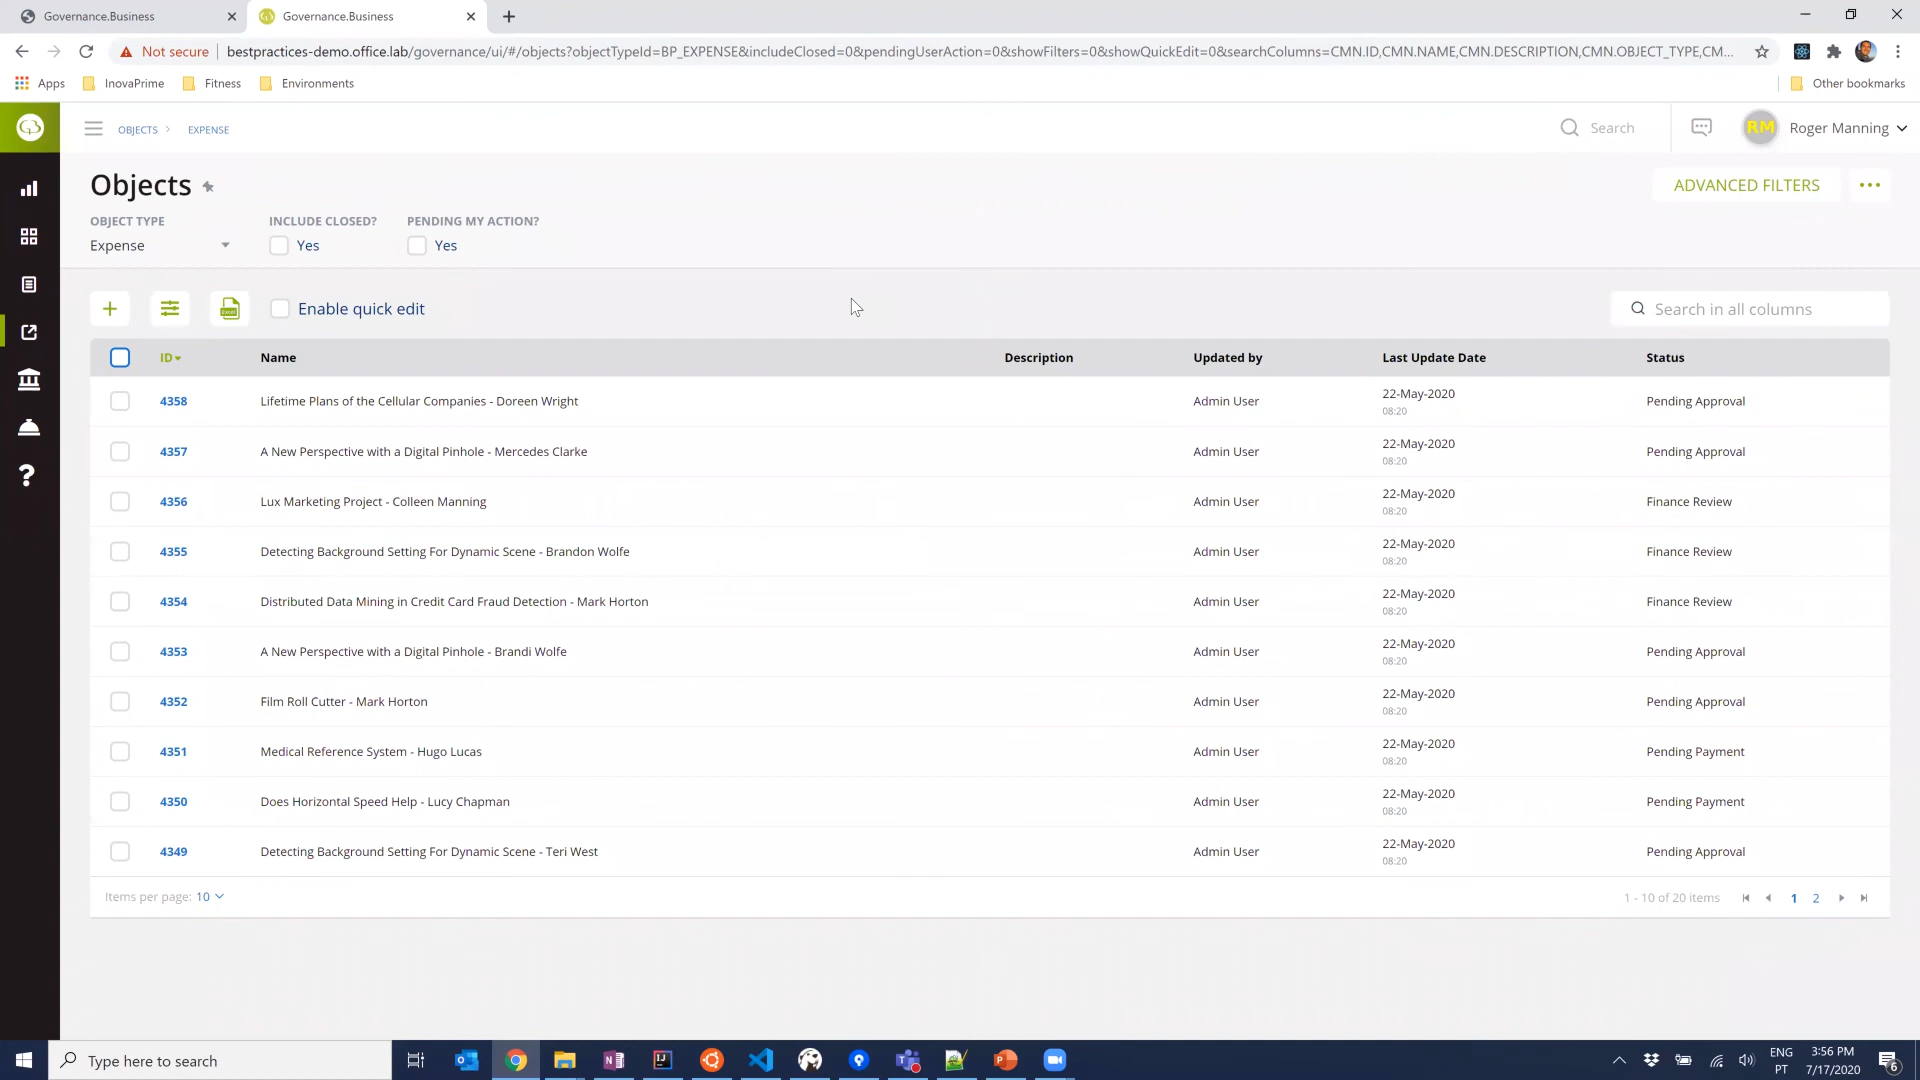 Governance.Business
Governance.Business
Not secure
bestpractices-demo.office.lab/governance/ui/#/objects?objectTypeId=BP_EXPENSE&includeClosed=0&pendingUserAction=0&showFilters=0&showQuickEdit=0&searchColumns=CMN.ID,CMN.NAME,CMN.DESCRIPTION,CMN.OBJECT_TYPE,CM...
Apps
InovaPrime
Fitness
Environments
Other bookmarks
OBJECTS
EXPENSE
Search
RM
Roger Manning
Objects
ADVANCED FILTERS
OBJECT TYPE
INCLUDE CLOSED?
PENDING MY ACTION?
Expense
Yes
Yes
Enable quick edit
Search in all columns
ID Name Description Updated by Last Update Date Status
4358 Lifetime Plans of the Cellular Companies - Doreen Wright Admin User 22-May-2020 Pending Approval
08:20
4357 A New Perspective with a Digital Pinhole - Mercedes Clarke Admin User 22-May-2020 Pending Approval
08:20
4356 Lux Marketing Project - Colleen Manning Admin User 22-May-2020 Finance Review
08:20
4355 Detecting Background Setting For Dynamic Scene - Brandon Wolfe Admin User 22-May-2020 Finance Review
08:20
4354 Distributed Data Mining in Credit Card Fraud Detection - Mark Horton Admin User 22-May-2020 Finance Review
08:20
4353 A New Perspective with a Digital Pinhole - Brandi Wolfe Admin User 22-May-2020 Pending Approval
08:20
4352 Film Roll Cutter - Mark Horton Admin User 22-May-2020 Pending Approval
08:20
4351 Medical Reference System - Hugo Lucas Admin User 22-May-2020 Pending Payment
08:20
4350 Does Horizontal Speed Help - Lucy Chapman Admin User 22-May-2020 Pending Payment
08:20
4349 Detecting Background Setting For Dynamic Scene - Teri West Admin User 22-May-2020 Pending Approval
08:20
Items per page: 10
1 - 10 of 20 items
1 2
Type here to search
ENG
PT
3:56 PM
7/17/2020
6